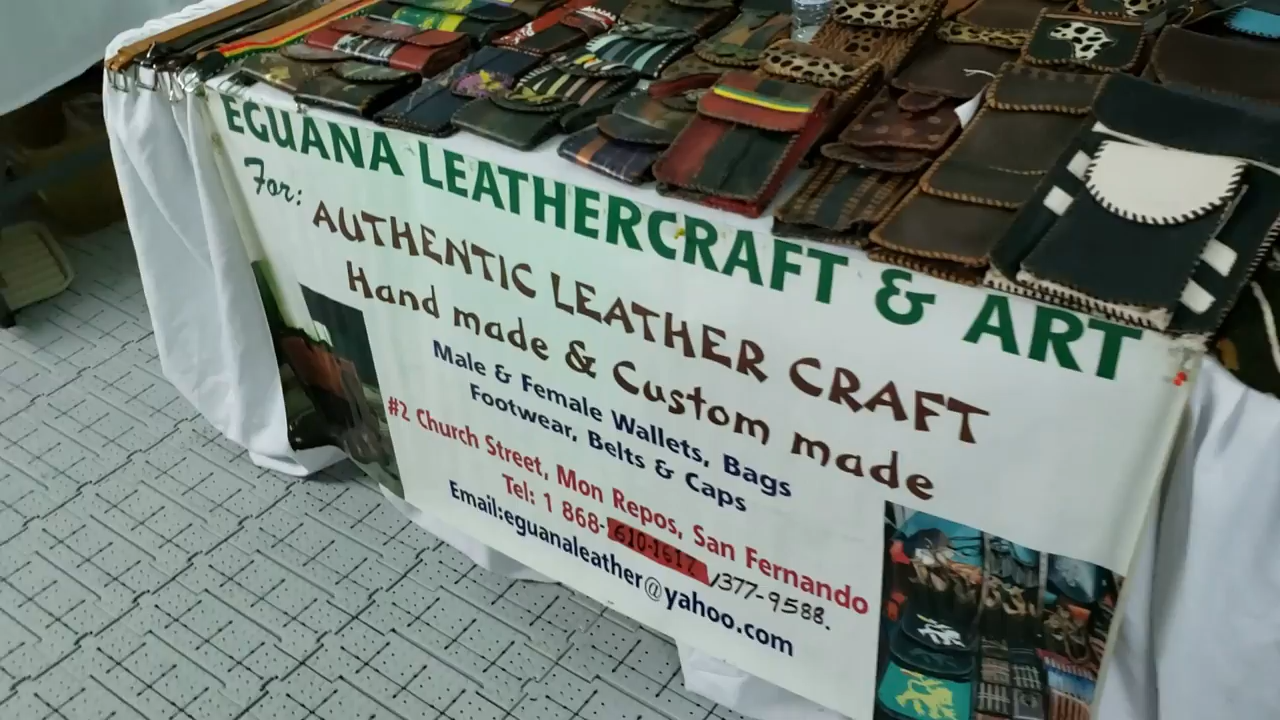 EGUANA LEATHERCRAFT & ART
For:
AUTHENTIC LEATHER CRAFT
Hand made & Custom made
Male & Female Wallets, Bags
Footwear, Belts & Caps
#2 Church Street, Mon Repos, San Fernando
Tel: 1 868-610-1617 /377-9588.
Email:eguanaleather@yahoo.com